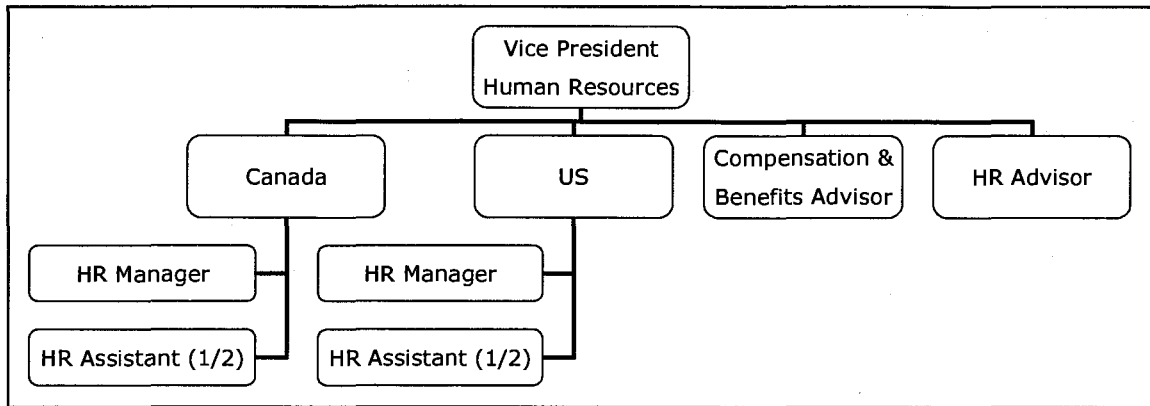 Vice President
Human Resources
Canada
US
Compensation &
Benefits Advisor
HR Advisor
HR Manager
HR Manager
HR Assistant (1/2)
HR Assistant (1/2)